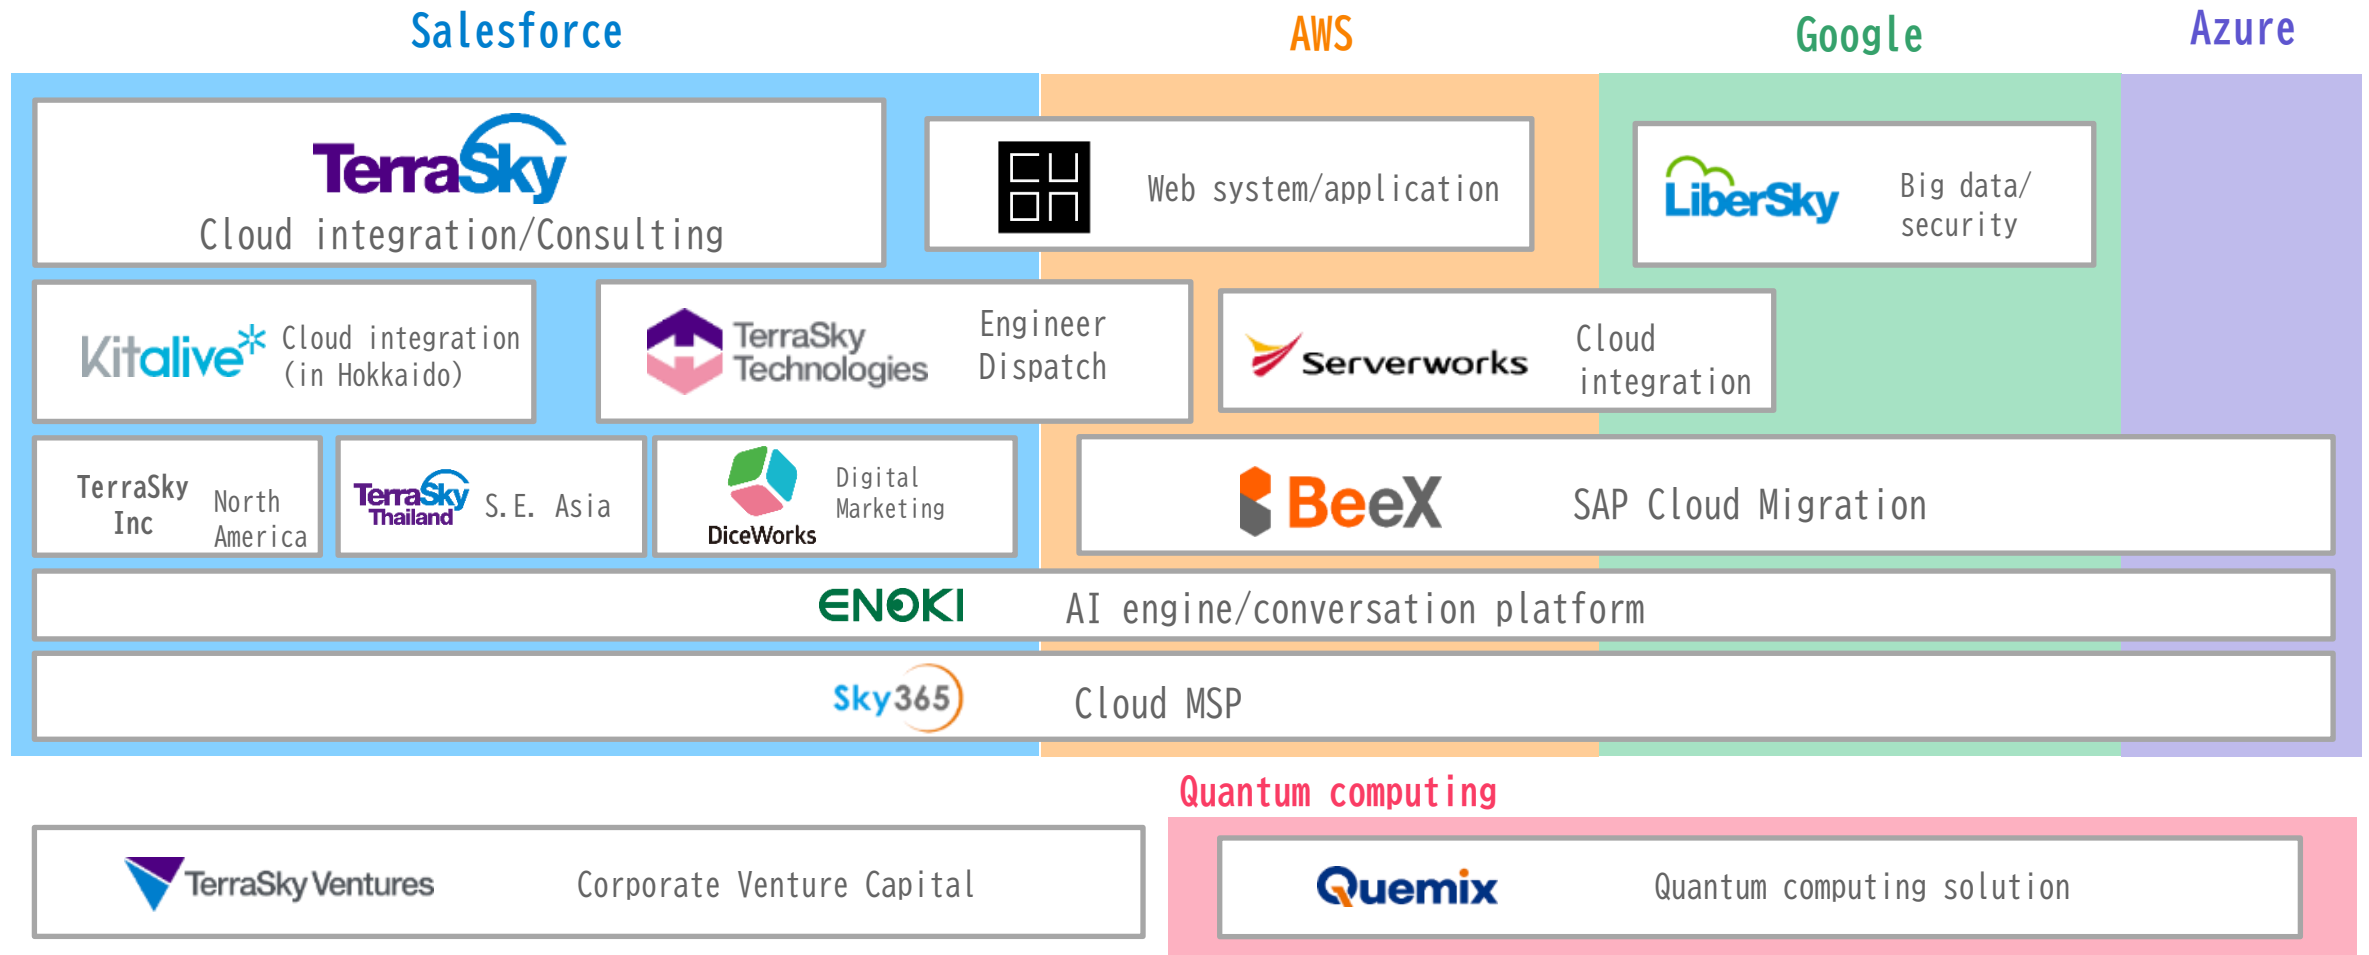 Salesforce
AWS
Google
Azure
TerraSky
Cloud integration/Consulting
CUON
Web system/application
LiberSky
Big data/
security
Kitalive
Cloud integration
(in Hokkaido)
TerraSky
Technologies
Engineer
Dispatch
Serverworks
Cloud
integration
TerraSky
Inc
North
America
TerraSky
Thailand
S.E. Asia
DiceWorks
Digital
Marketing
BeeX
SAP Cloud Migration
ENOKI
AI engine/conversation platform
Sky365
Cloud MSP
Quantum computing
TerraSky Ventures
Corporate Venture Capital
Quemix
Quantum computing solution